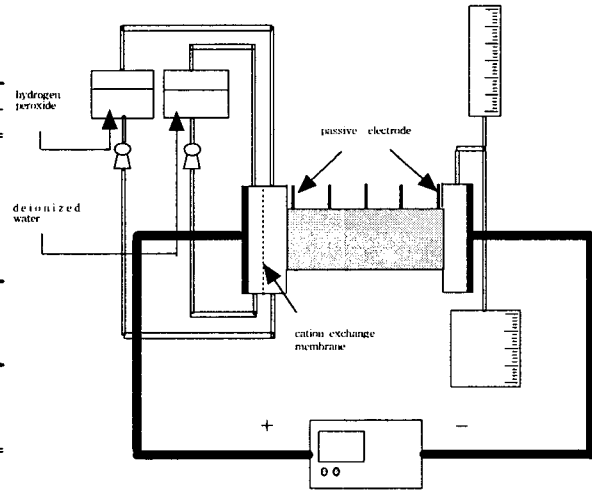 hydrogen
peroxide
passive electrode
deionized
water
cation exchange
membrane
+ −